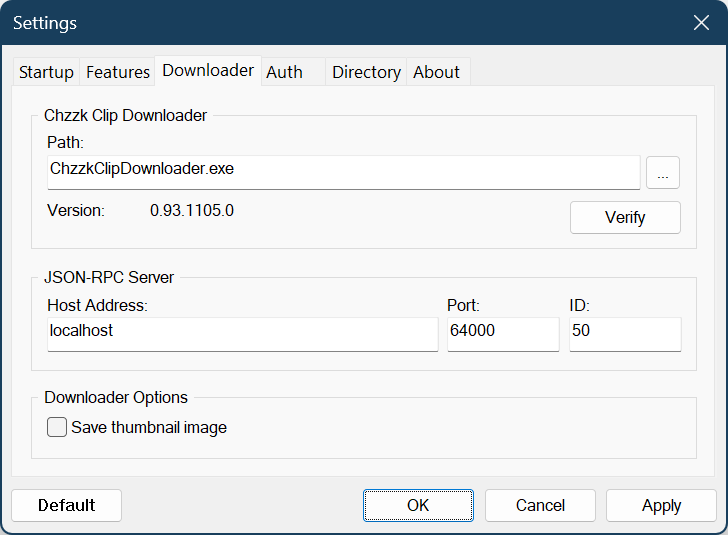 Settings
Startup Features Downloader Auth Directory About
Chzzk Clip Downloader
Path:
ChzzkClipDownloader.exe
...
Version: 0.93.1105.0
Verify
JSON-RPC Server
Host Address: Port: ID:
localhost 64000 50
Downloader Options
Save thumbnail image
Default OK Cancel Apply